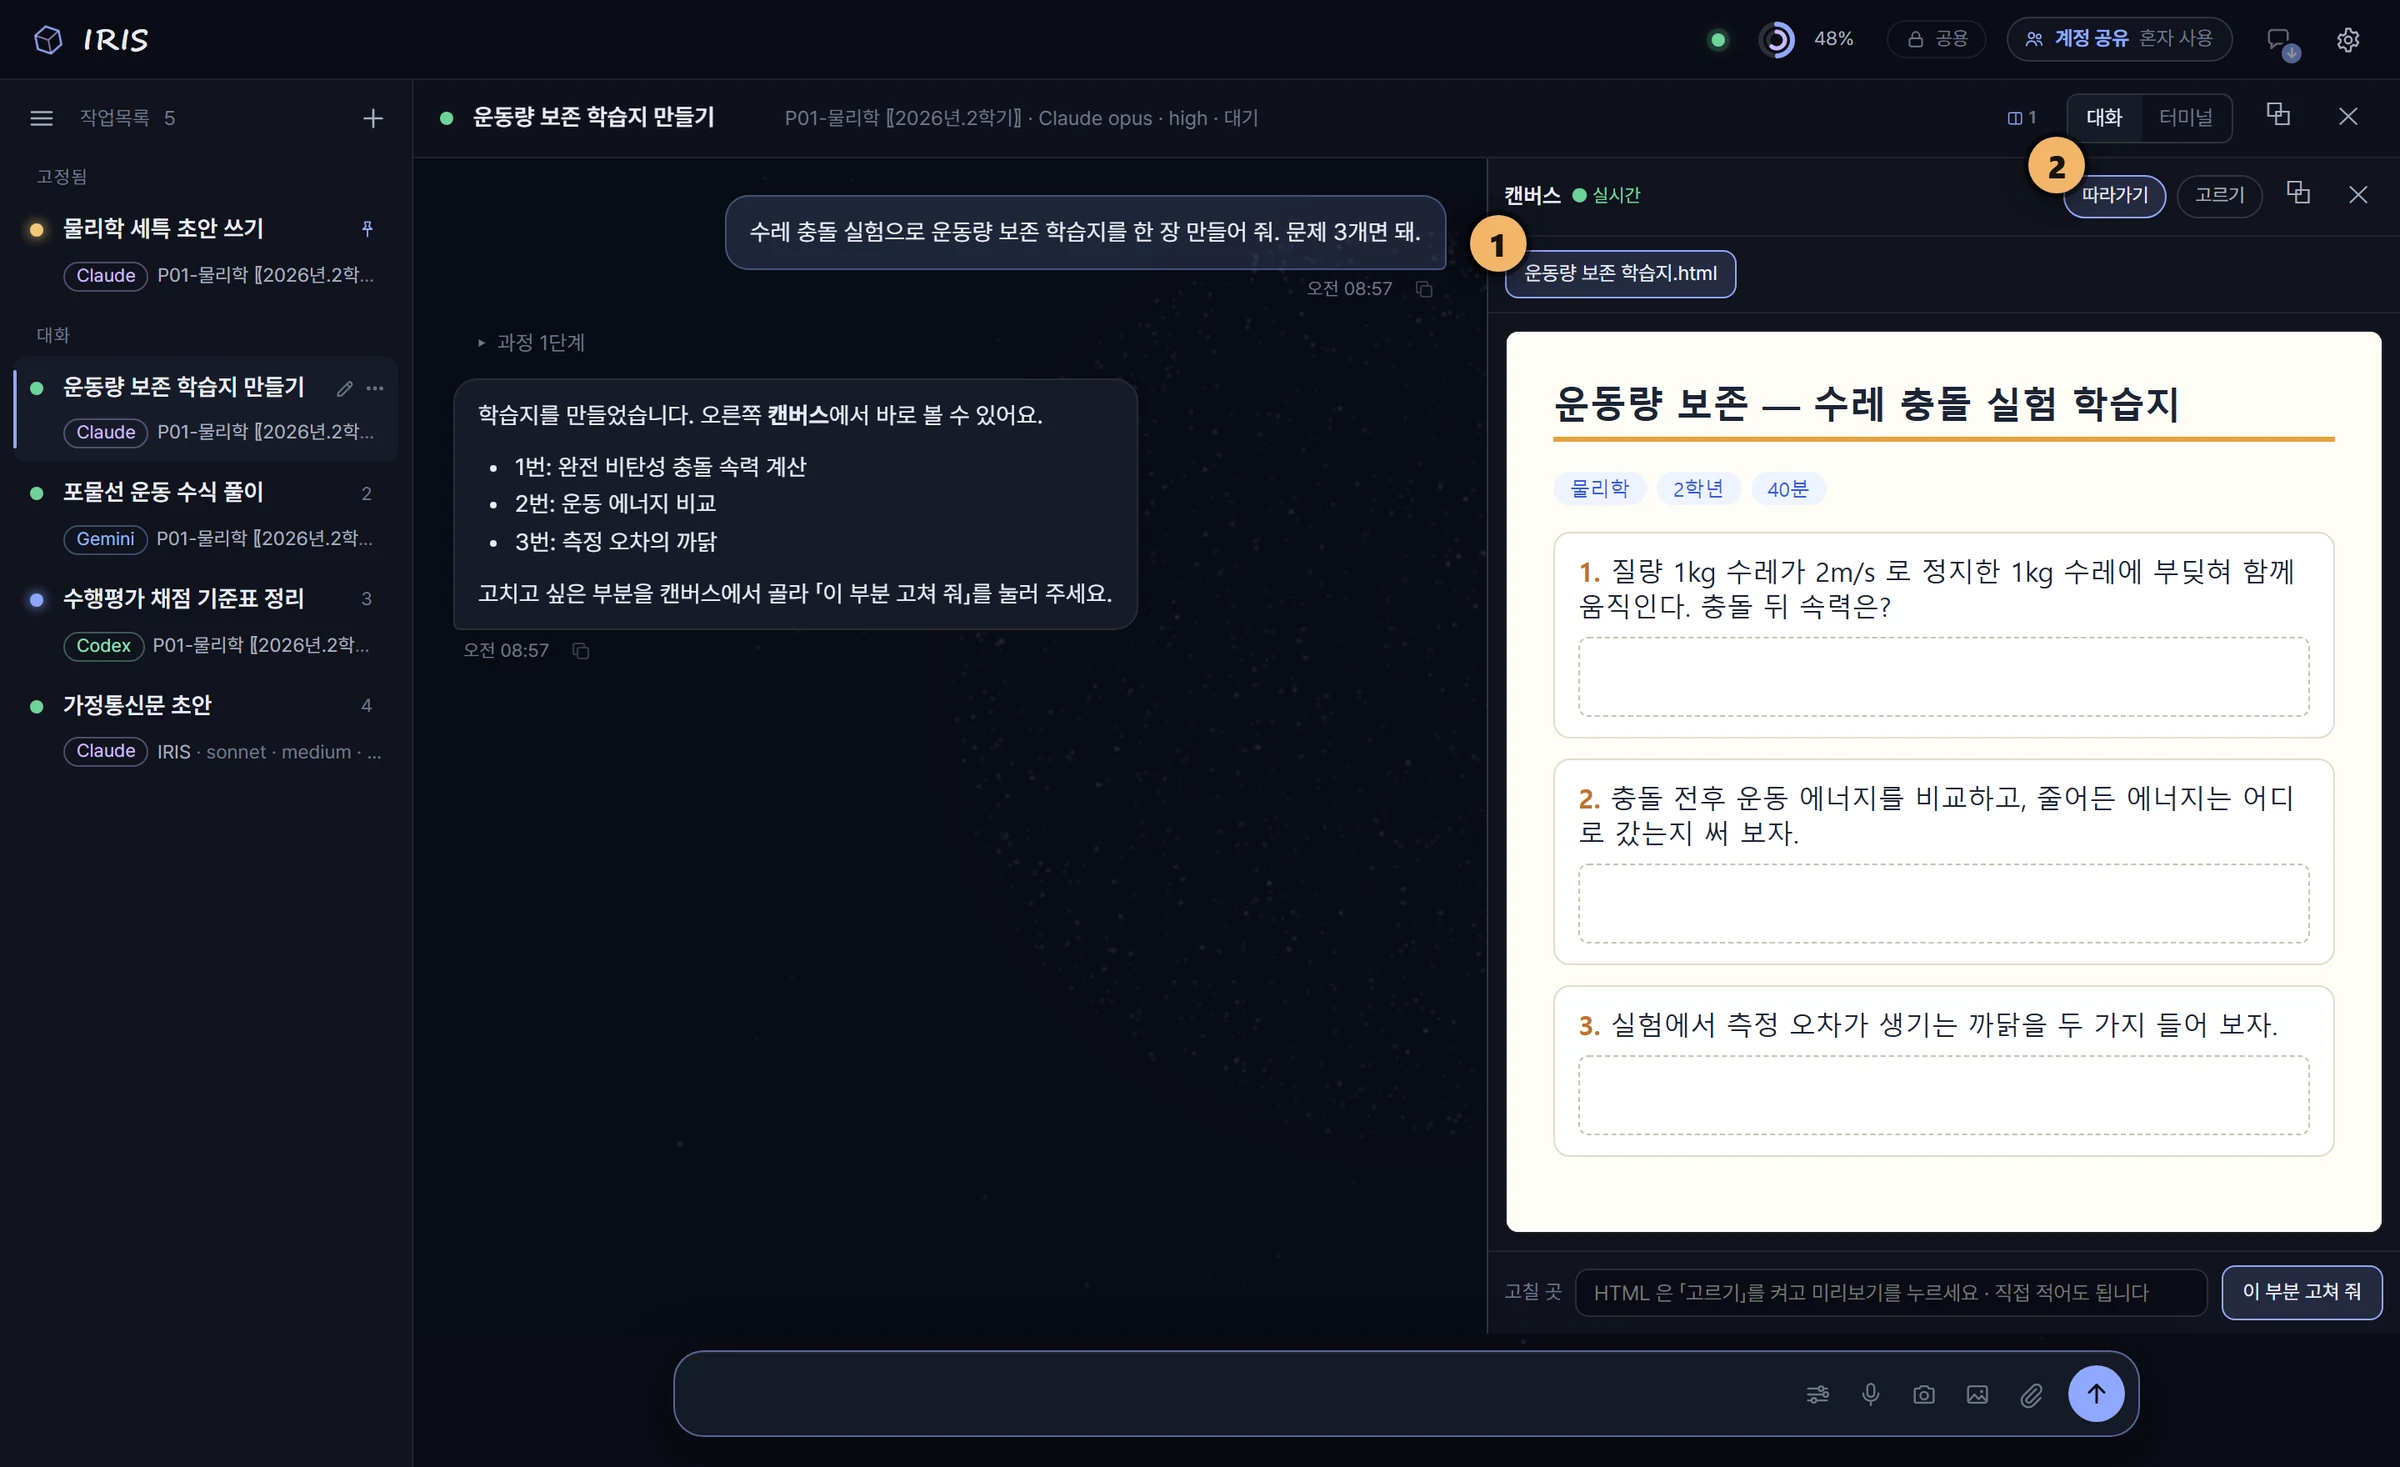 IRIS
48%
공용
계정 공유 혼자 사용
작업목록 5
고정됨
물리학 세특 초안 쓰기
Claude P01-물리학 〚2026년.2학...
대화
운동량 보존 학습지 만들기
Claude P01-물리학 〚2026년.2학...
포물선 운동 수식 풀이 2
Gemini P01-물리학 〚2026년.2학...
수행평가 채점 기준표 정리 3
Codex P01-물리학 〚2026년.2학...
가정통신문 초안 4
Claude IRIS · sonnet · medium · ...
운동량 보존 학습지 만들기 P01-물리학 〚2026년.2학기〛 · Claude opus · high · 대기
1
대화 터미널
수레 충돌 실험으로 운동량 보존 학습지를 한 장 만들어 줘. 문제 3개면 돼.
오전 08:57
과정 1단계
학습지를 만들었습니다. 오른쪽 캔버스에서 바로 볼 수 있어요.
• 1번: 완전 비탄성 충돌 속력 계산
• 2번: 운동 에너지 비교
• 3번: 측정 오차의 까닭
고치고 싶은 부분을 캔버스에서 골라 「이 부분 고쳐 줘」를 눌러 주세요.
오전 08:57
캔버스 실시간
2
따라가기 고르기
1
운동량 보존 학습지.html
운동량 보존 — 수레 충돌 실험 학습지
물리학 2학년 40분
1. 질량 1kg 수레가 2m/s 로 정지한 1kg 수레에 부딪혀 함께
움직인다. 충돌 뒤 속력은?
2. 충돌 전후 운동 에너지를 비교하고, 줄어든 에너지는 어디
로 갔는지 써 보자.
3. 실험에서 측정 오차가 생기는 까닭을 두 가지 들어 보자.
고칠 곳 HTML 은 「고르기」를 켜고 미리보기를 누르세요 · 직접 적어도 됩니다
이 부분 고쳐 줘